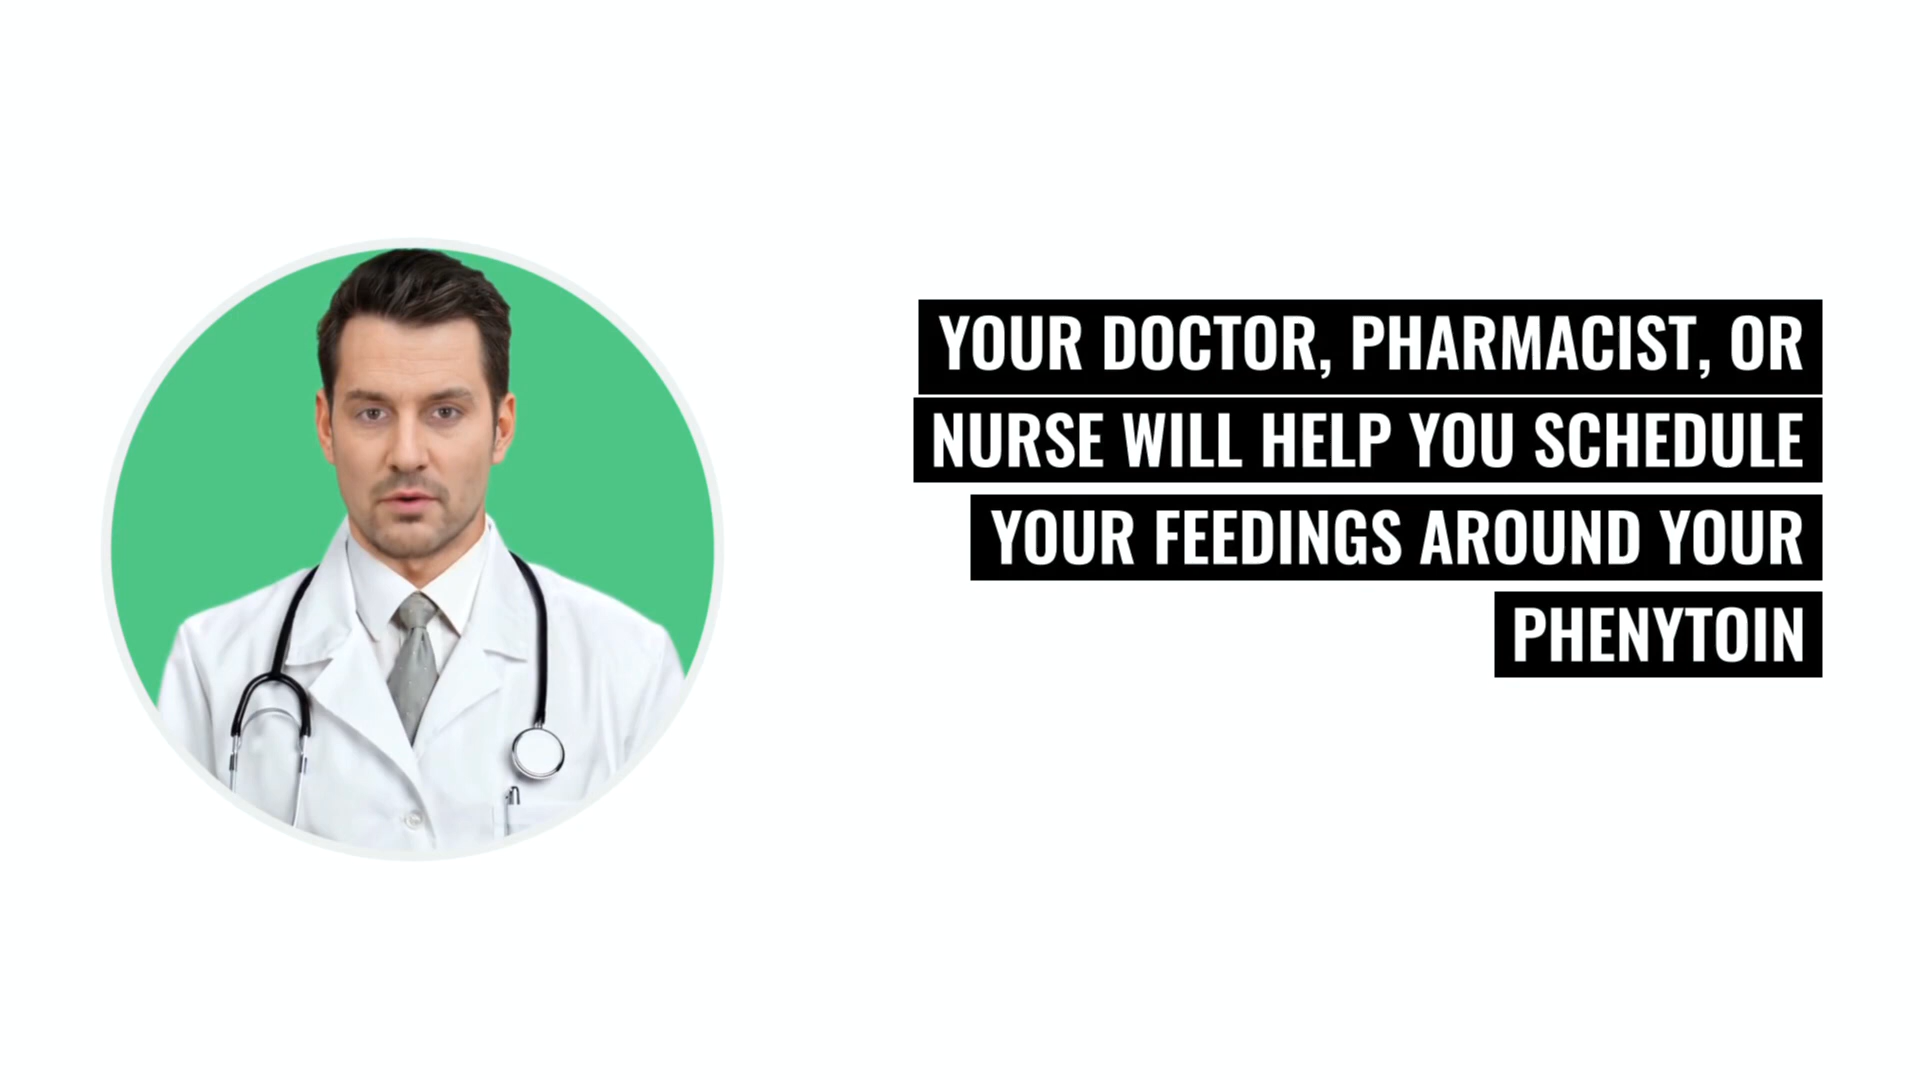 YOUR DOCTOR, PHARMACIST, OR
NURSE WILL HELP YOU SCHEDULE
YOUR FEEDINGS AROUND YOUR
PHENYTOIN